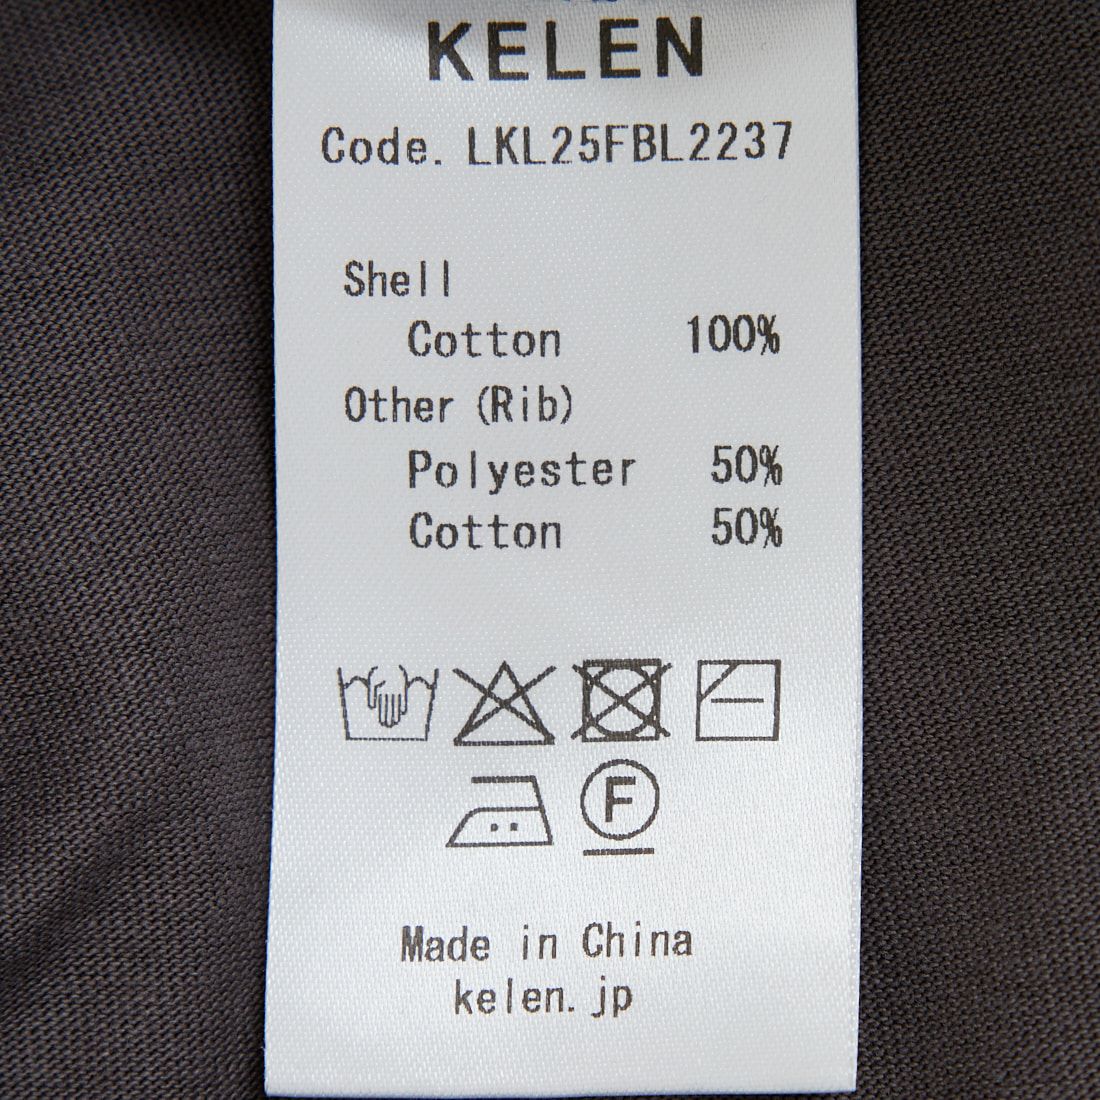 KELEN
Code. LKL25FBL2237
Shell
Cotton 100%
Other (Rib)
Polyester 50%
Cotton 50%
F
Made in China
kelen.jp